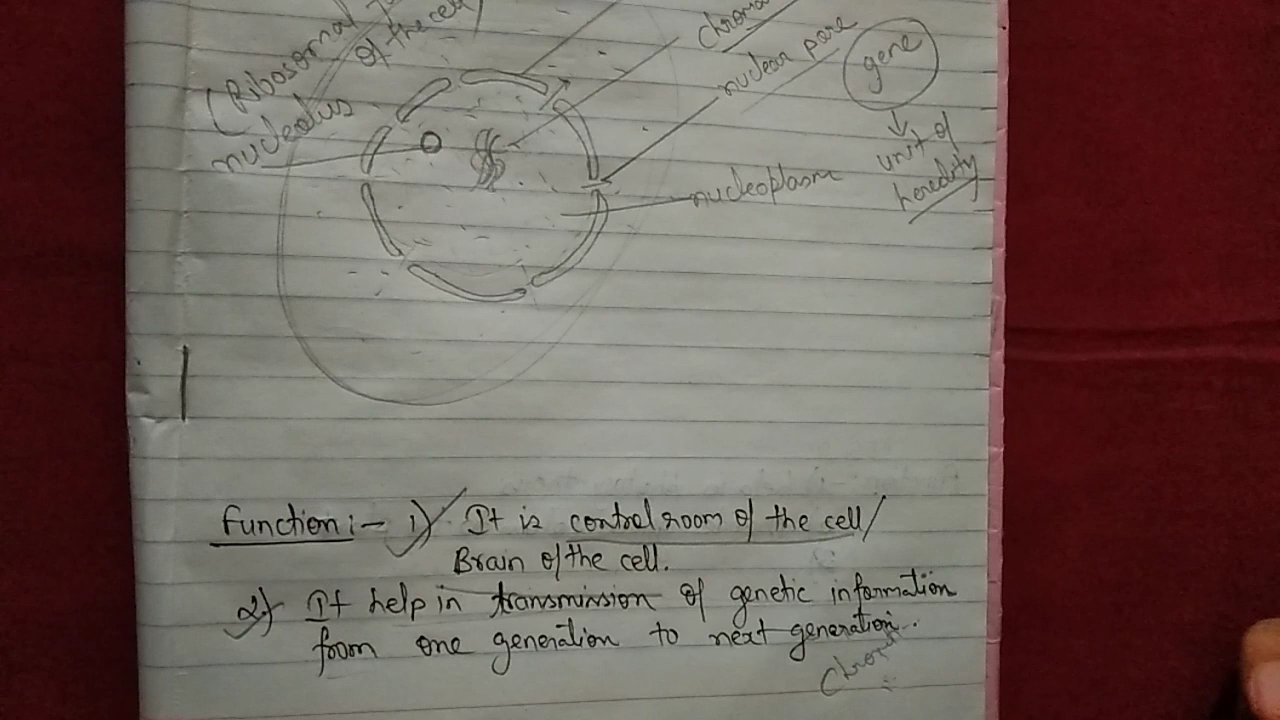 (Ribosomal
of the cell)
nucleolus
nuclear pore
nucleoplasm
gene
unit of
heredity
Function :- 1) It is control room of the cell/
Brain of the cell.
2) It help in transmission of genetic information
from one generation to next generation.